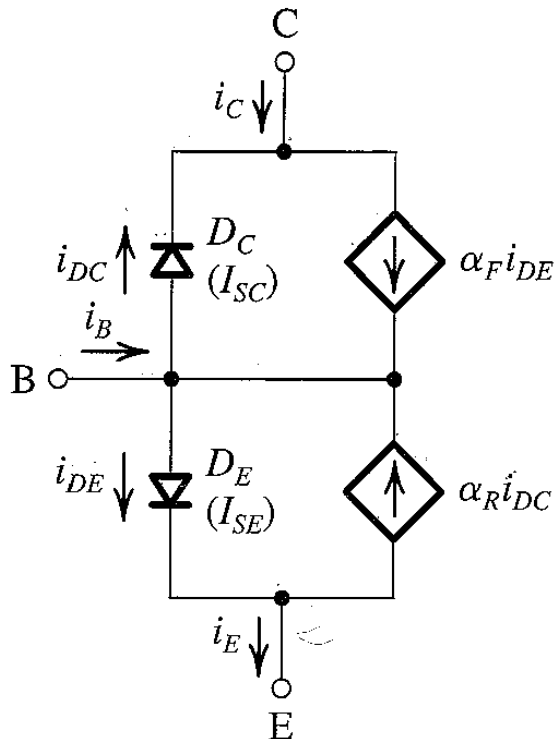 C
i_C
D_C
i_DC (I_SC) α_F i_DE
i_B
B
i_DE D_E
(I_SE) α_R i_DC
i_E
E